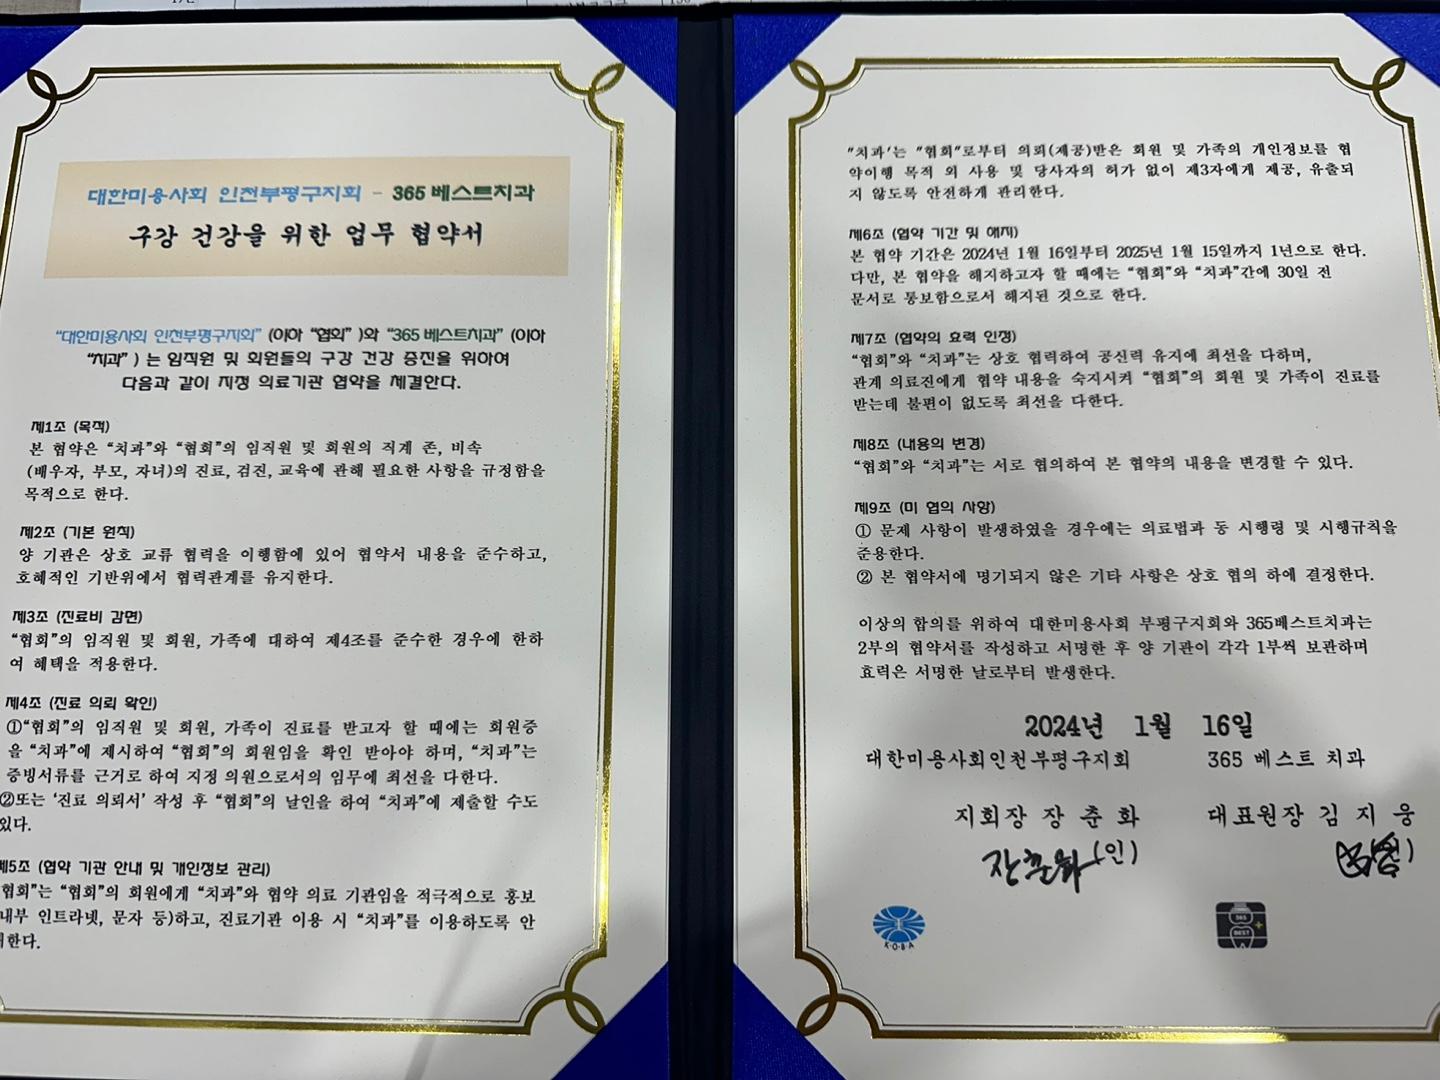 대한미용사회 인천부평구지회 - 365 베스트치과
구강 건강을 위한 업무 협약서
“대한미용사회 인천부평구지회” (이하 “협회” )와 “365 베스트치과” (이하
“치과” ) 는 임직원 및 회원들의 구강 건강 증진을 위하여
다음과 같이 지정 의료기관 협약을 체결한다.
제1조 (목적)
본 협약은 “치과”와 “협회”의 임직원 및 회원의 직계 존, 비속
(배우자, 부모, 자녀)의 진료, 검진, 교육에 관해 필요한 사항을 규정함을
목적으로 한다.
제2조 (기본 원칙)
양 기관은 상호 교류 협력을 이행함에 있어 협약서 내용을 준수하고,
호혜적인 기반위에서 협력관계를 유지한다.
제3조 (진료비 감면)
“협회”의 임직원 및 회원, 가족에 대하여 제4조를 준수한 경우에 한하
여 혜택을 적용한다.
제4조 (진료 의뢰 확인)
①“협회”의 임직원 및 회원, 가족이 진료를 받고자 할 때에는 회원증
을 “치과”에 제시하여 “협회”의 회원임을 확인 받아야 하며, “치과”는
증빙서류를 근거로 하여 지정 의원으로서의 임무에 최선을 다한다.
②또는 ‘진료 의뢰서’ 작성 후 “협회”의 날인을 하여 “치과”에 제출할 수도
있다.
제5조 (협약 기관 안내 및 개인정보 관리)
협회”는 “협회”의 회원에게 “치과”와 협약 의료 기관임을 적극적으로 홍보
내부 인트라넷, 문자 등)하고, 진료기관 이용 시 “치과”를 이용하도록 안
한다.
"치과'는 "협회"로부터 의뢰(제공)받은 회원 및 가족의 개인정보를 협
약이행 목적 외 사용 및 당사자의 허가 없이 제3자에게 제공, 유출되
지 않도록 안전하게 관리한다.
제6조 (협약 기간 및 해지)
본 협약 기간은 2024년 1월 16일부터 2025년 1월 15일까지 1년으로 한다.
다만, 본 협약을 해지하고자 할 때에는 “협회”와 “치과”간에 30일 전
문서로 통보함으로서 해지된 것으로 한다.
제7조 (협약의 효력 인정)
“협회”와 “치과”는 상호 협력하여 공신력 유지에 최선을 다하며,
관계 의료진에게 협약 내용을 숙지시켜 “협회”의 회원 및 가족이 진료를
받는데 불편이 없도록 최선을 다한다.
제8조 (내용의 변경)
“협회”와 “치과”는 서로 협의하여 본 협약의 내용을 변경할 수 있다.
제9조 (미 협의 사항)
① 문제 사항이 발생하였을 경우에는 의료법과 동 시행령 및 시행규칙을
준용한다.
② 본 협약서에 명기되지 않은 기타 사항은 상호 협의 하에 결정한다.
이상의 합의를 위하여 대한미용사회 부평구지회와 365베스트치과는
2부의 협약서를 작성하고 서명한 후 양 기관이 각각 1부씩 보관하며
효력은 서명한 날로부터 발생한다.
2024년 1월 16일
대한미용사회인천부평구지회 365 베스트 치과
지회장 장 춘 화 대표원장 김 지 웅
(인)
K·O·B·A
365
BEST